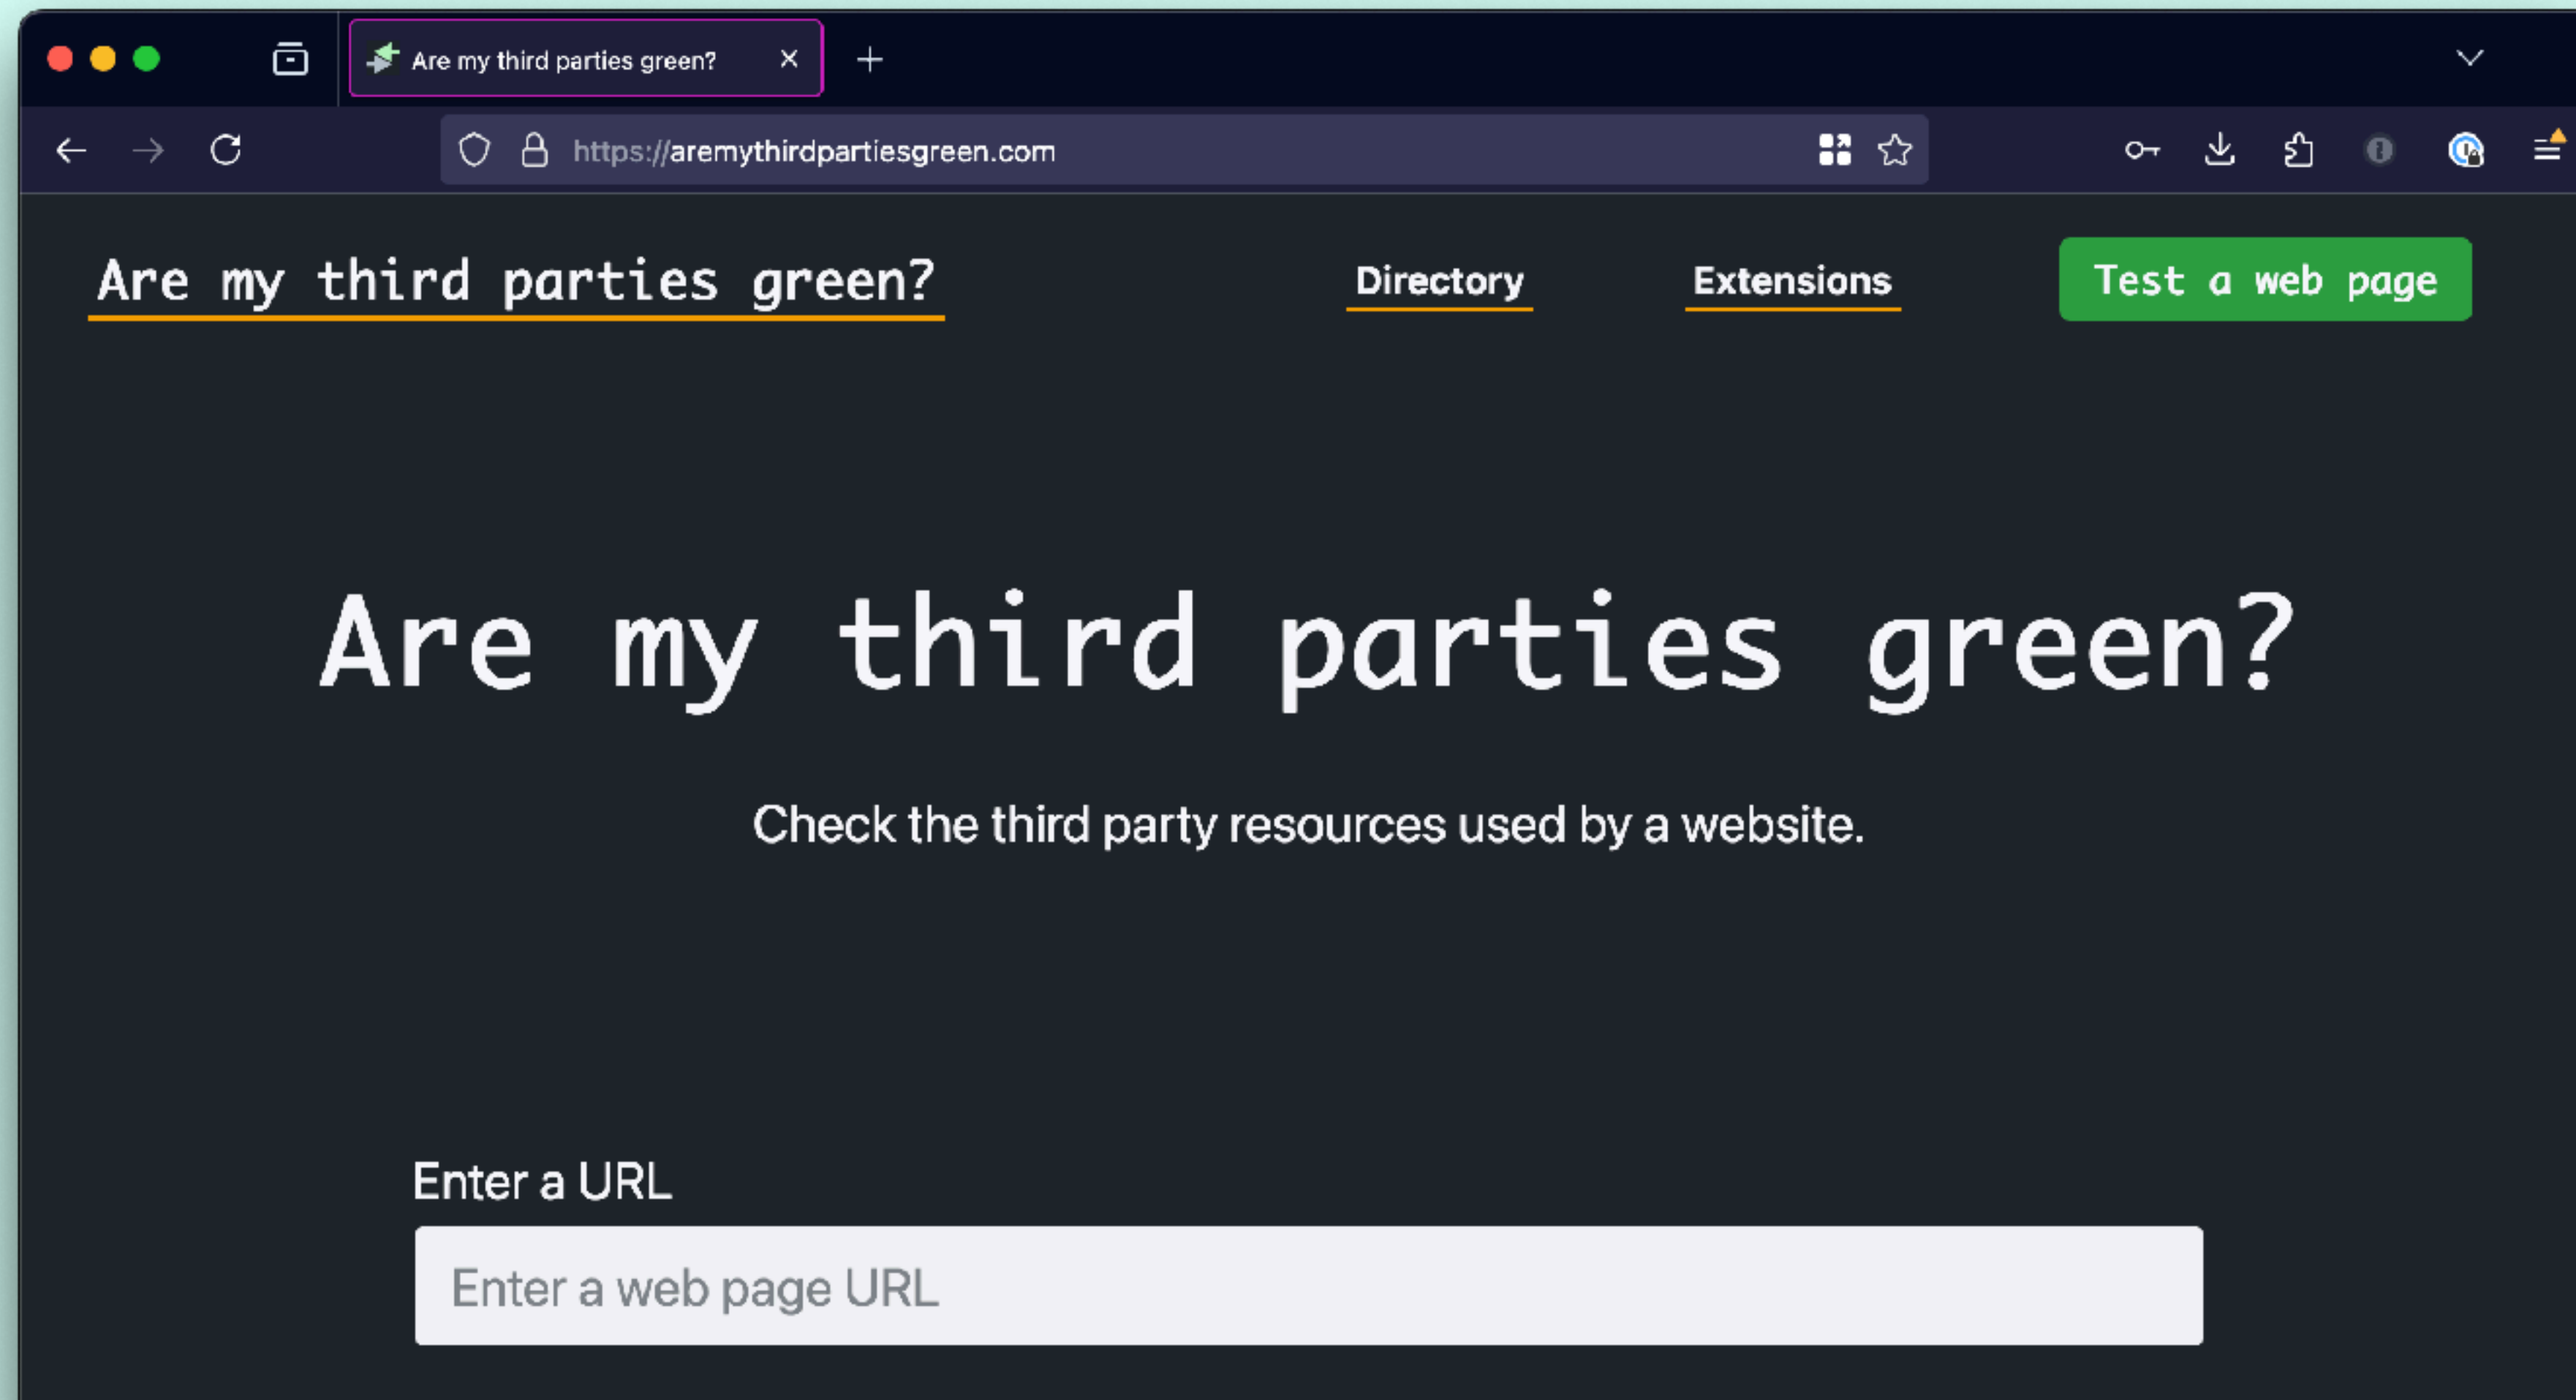 Are my third parties green?
https://aremythirdpartiesgreen.com
Are my third parties green?
Directory
Extensions
Test a web page
Are my third parties green?
Check the third party resources used by a website.
Enter a URL
Enter a web page URL